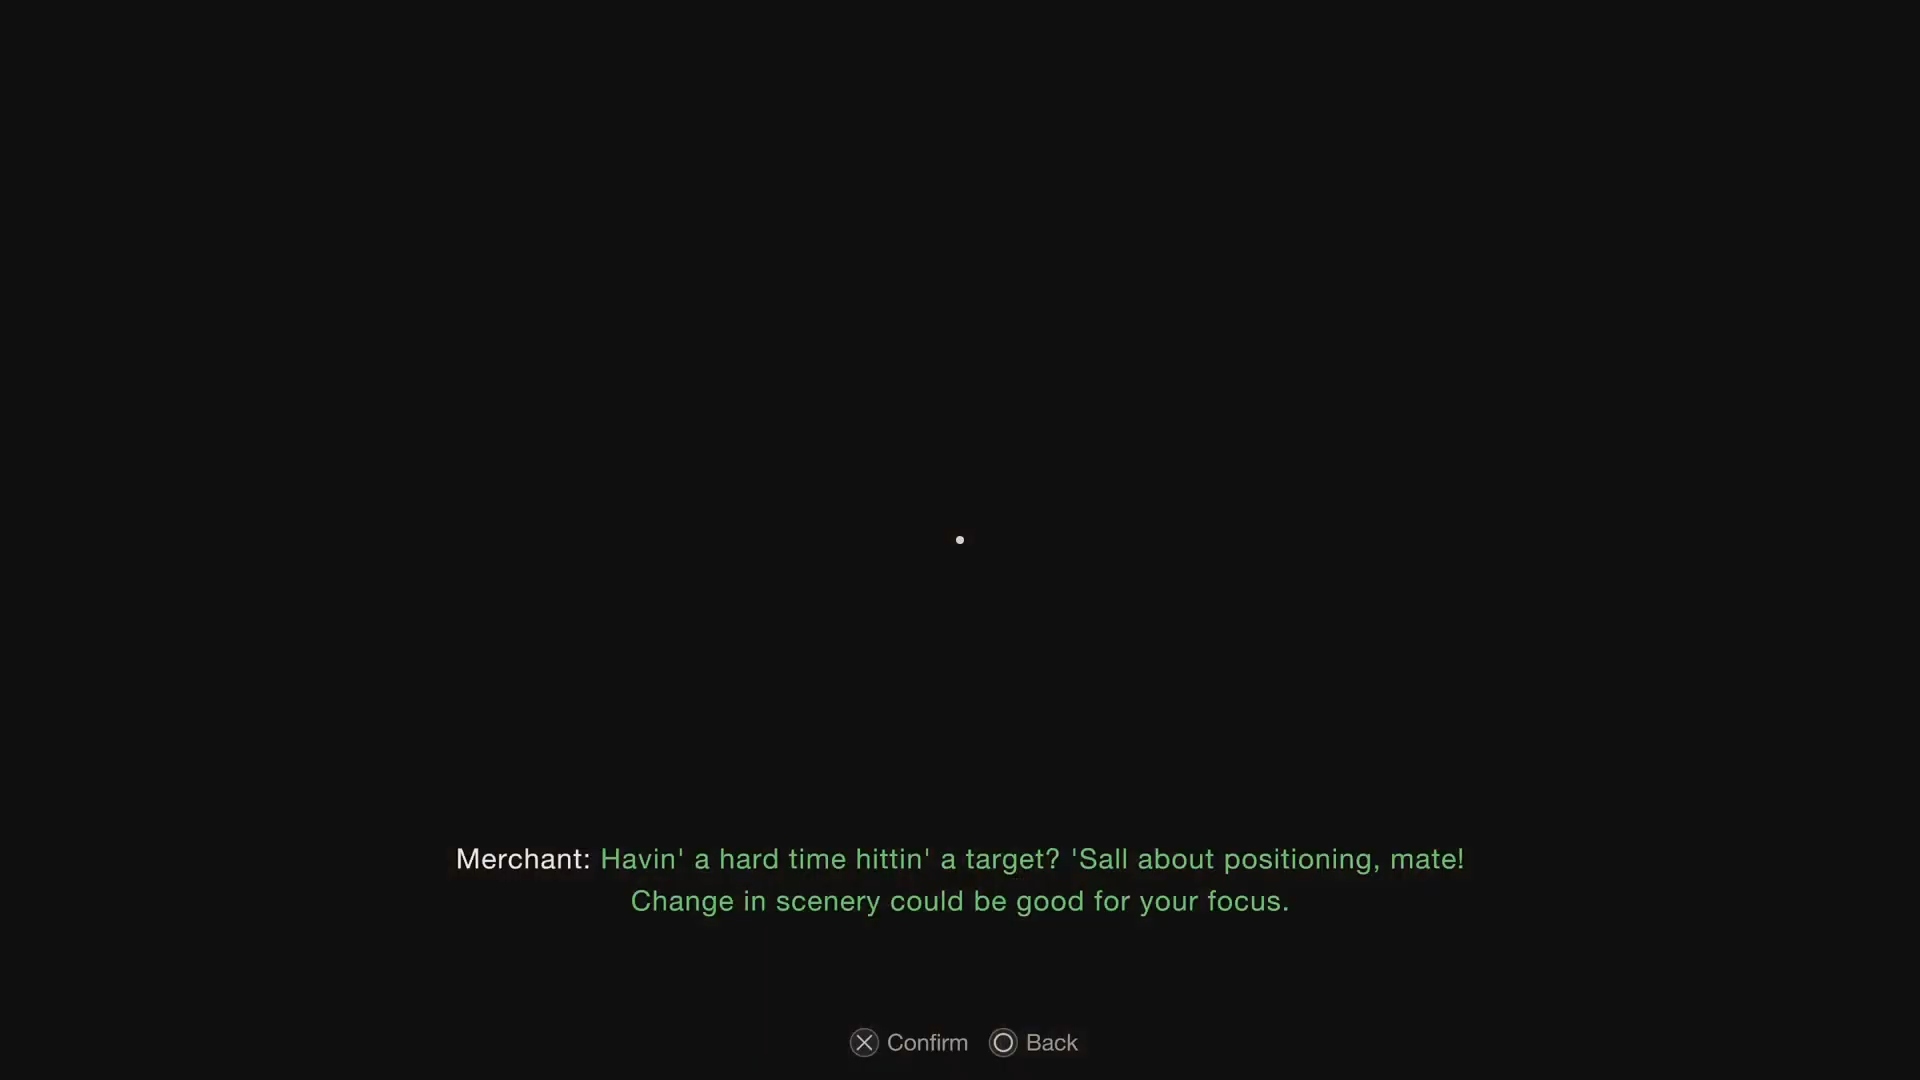 Merchant: Havin' a hard time hittin' a target? 'Sall about positioning, mate!
Change in scenery could be good for your focus.
Confirm Back